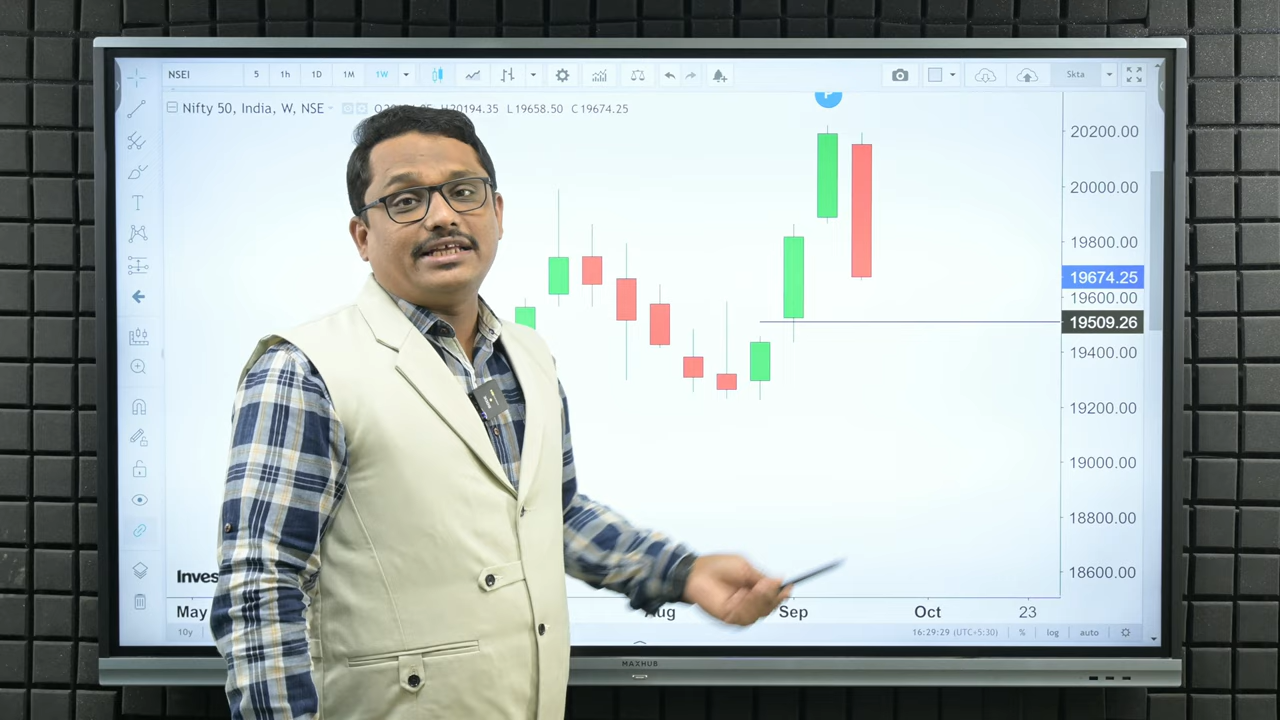 NSEI 5 1h 1D 1M 1W Skta
Nifty 50, India, W, NSE H20194.35 L19658.50 C19674.25
20200.00
20000.00
19800.00
19674.25
19600.00
19509.26
19400.00
19200.00
19000.00
18800.00
18600.00
May Aug Sep Oct 23
10y 16:29:29 (UTC+5:30) % log auto
MAXHUB